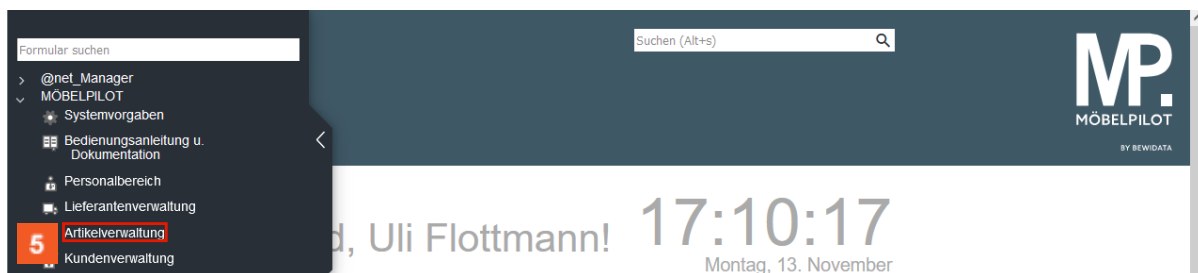 Formular suchen
@net_Manager
MÖBELPILOT
Systemvorgaben
Bedienungsanleitung u.
Dokumentation
Personalbereich
Lieferantenverwaltung
Artikelverwaltung
5
Kundenverwaltung
Suchen (Alt+s)
MP.
MÖBELPILOT
BY BEWIDATA
d, Uli Flottmann!
17:10:17
Montag, 13. November